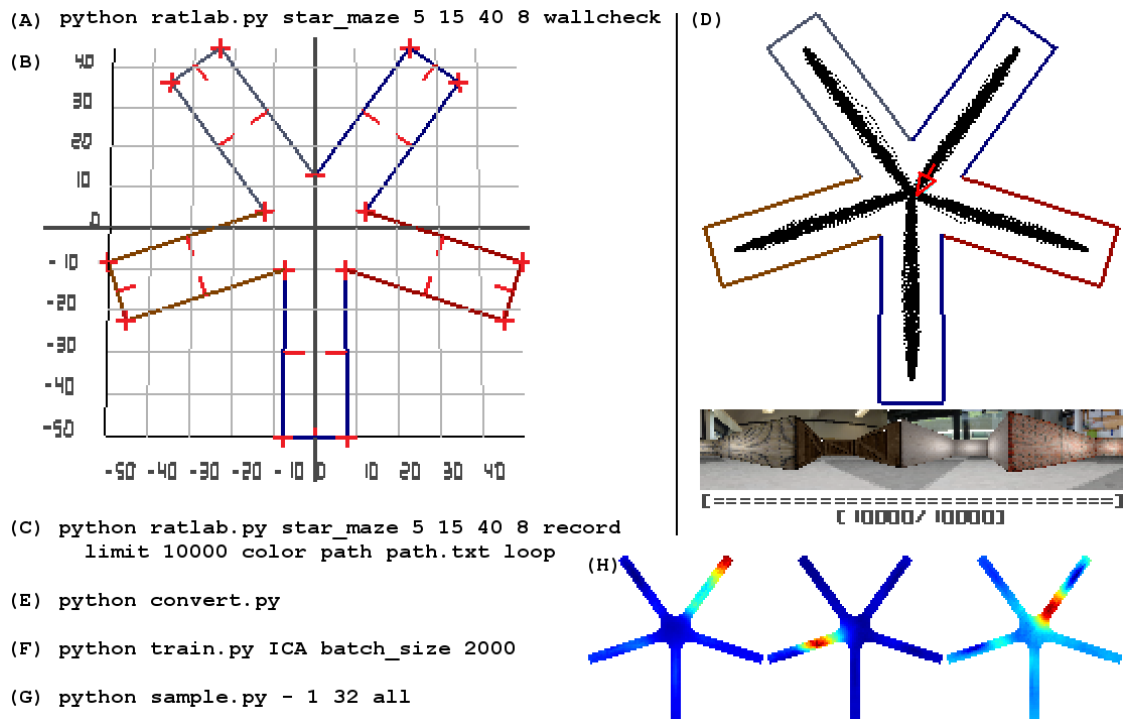 (A) python ratlab.py star_maze 5 15 40 8 wallcheck
(B)
40
30
20
10
0
-10
-20
-30
-40
-50
-50 -40 -30 -20 -10 0 10 20 30 40
(C) python ratlab.py star_maze 5 15 40 8 record
limit 10000 color path path.txt loop
(E) python convert.py
(F) python train.py ICA batch_size 2000
(G) python sample.py - 1 32 all
(D)
[================================]
[10000/10000]
(H)